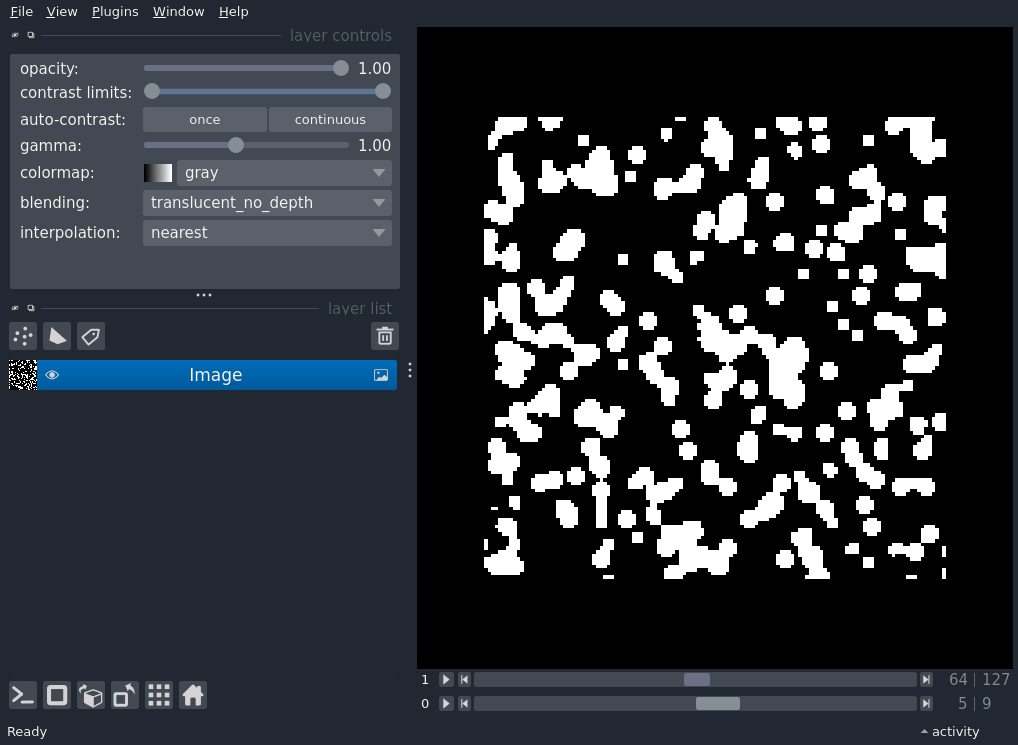 File View Plugins Window Help
layer controls
opacity: 1.00
contrast limits:
auto-contrast: once continuous
gamma: 1.00
colormap: gray
blending: translucent_no_depth
interpolation: nearest
layer list
Image
1 64 | 127
0 5 | 9
Ready activity